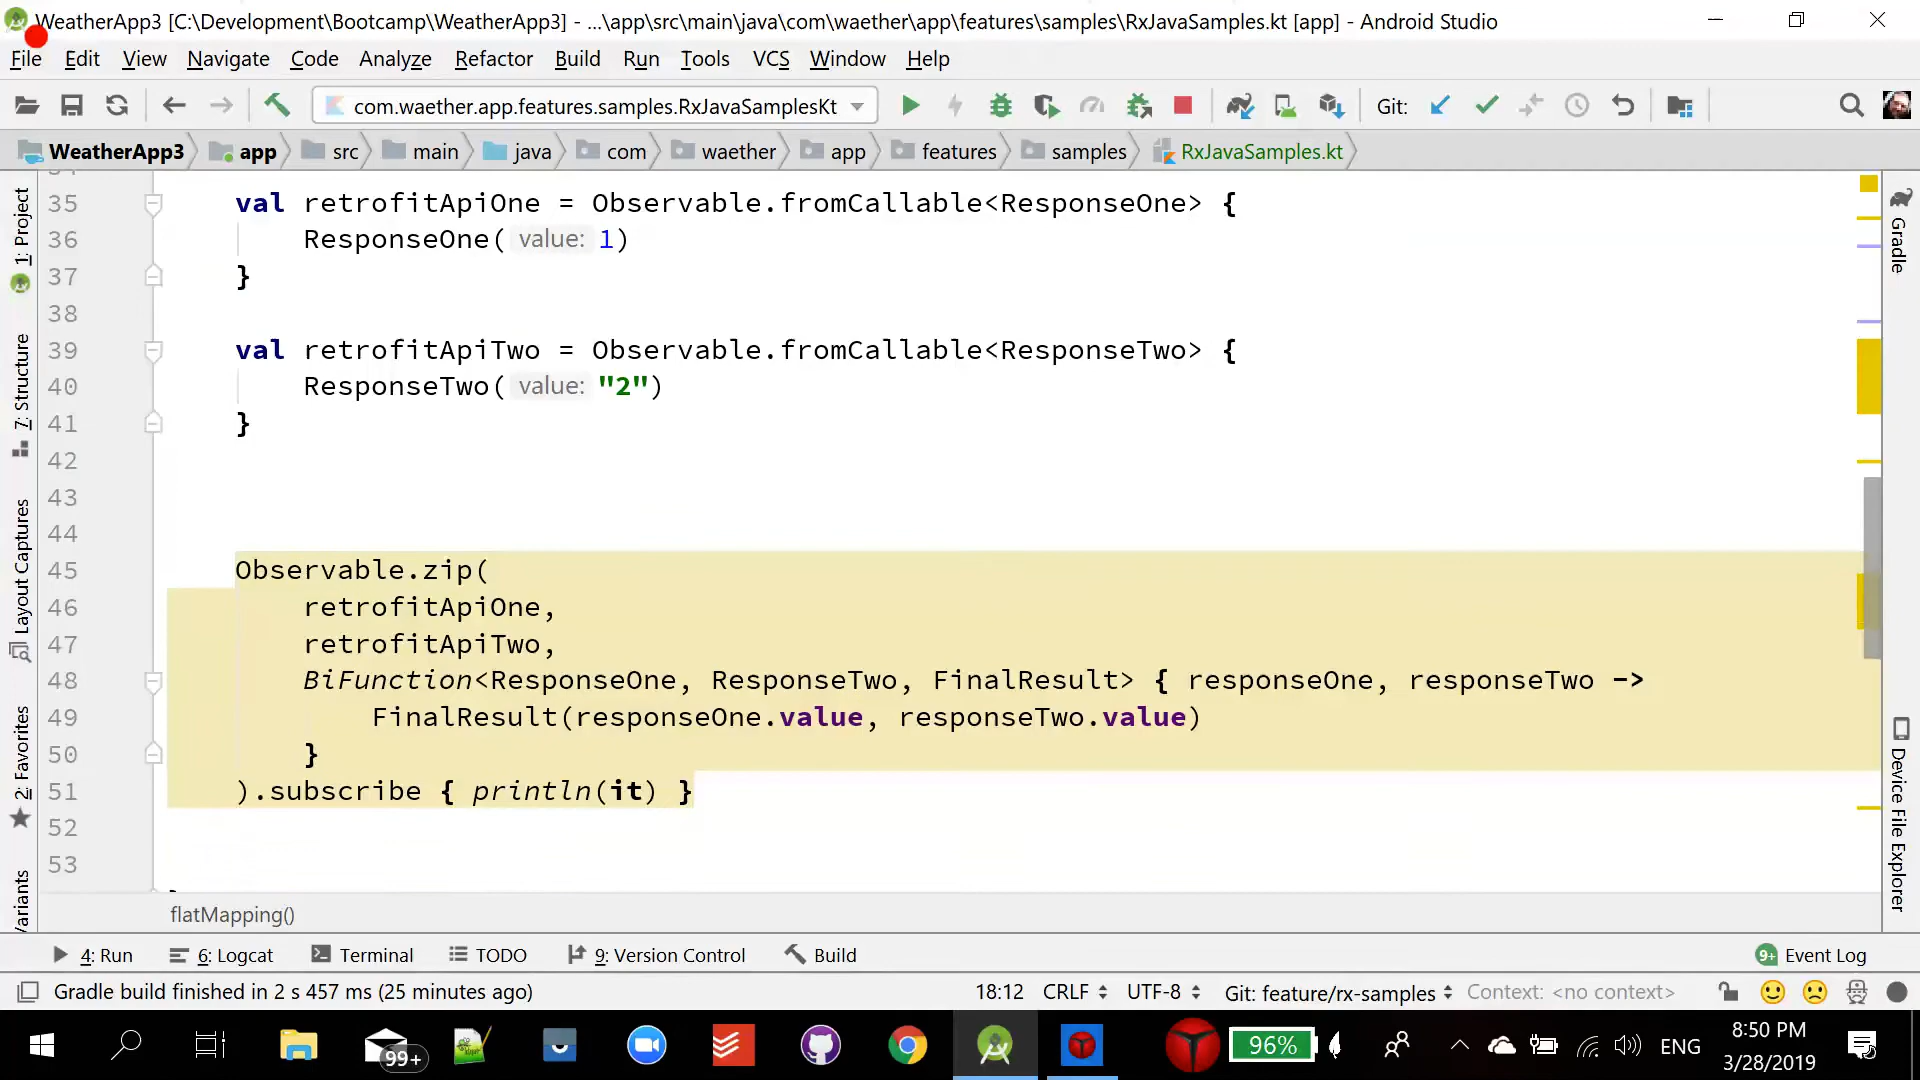 WeatherApp3 [C:\Development\Bootcamp\WeatherApp3] - ...\app\src\main\java\com\waether\app\features\samples\RxJavaSamples.kt [app] - Android Studio
File Edit View Navigate Code Analyze Refactor Build Run Tools VCS Window Help
com.waether.app.features.samples.RxJavaSamplesKt Git:
WeatherApp3 app src main java com waether app features samples RxJavaSamples.kt
1: Project
7: Structure
Layout Captures
2: Favorites
Gradle
Device File Explorer
35 val retrofitApiOne = Observable.fromCallable<ResponseOne> {
36 ResponseOne( value: 1)
37 }
38
39 val retrofitApiTwo = Observable.fromCallable<ResponseTwo> {
40 ResponseTwo( value: "2")
41 }
42
43
44
45 Observable.zip(
46 retrofitApiOne,
47 retrofitApiTwo,
48 BiFunction<ResponseOne, ResponseTwo, FinalResult> { responseOne, responseTwo ->
49 FinalResult(responseOne.value, responseTwo.value)
50 }
51 ).subscribe { println(it) }
52
53
flatMapping()
4: Run 6: Logcat Terminal TODO 9: Version Control Build 9+ Event Log
Gradle build finished in 2 s 457 ms (25 minutes ago) 18:12 CRLF UTF-8 Git: feature/rx-samples Context: <no context>
99+ 96% ENG 8:50 PM
3/28/2019